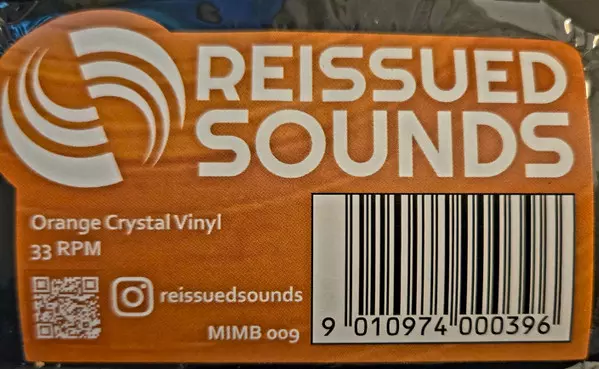 REISSUED
SOUNDS
Orange Crystal Vinyl
33 RPM
reissuedsounds
MIMB 009
9 010974 000396